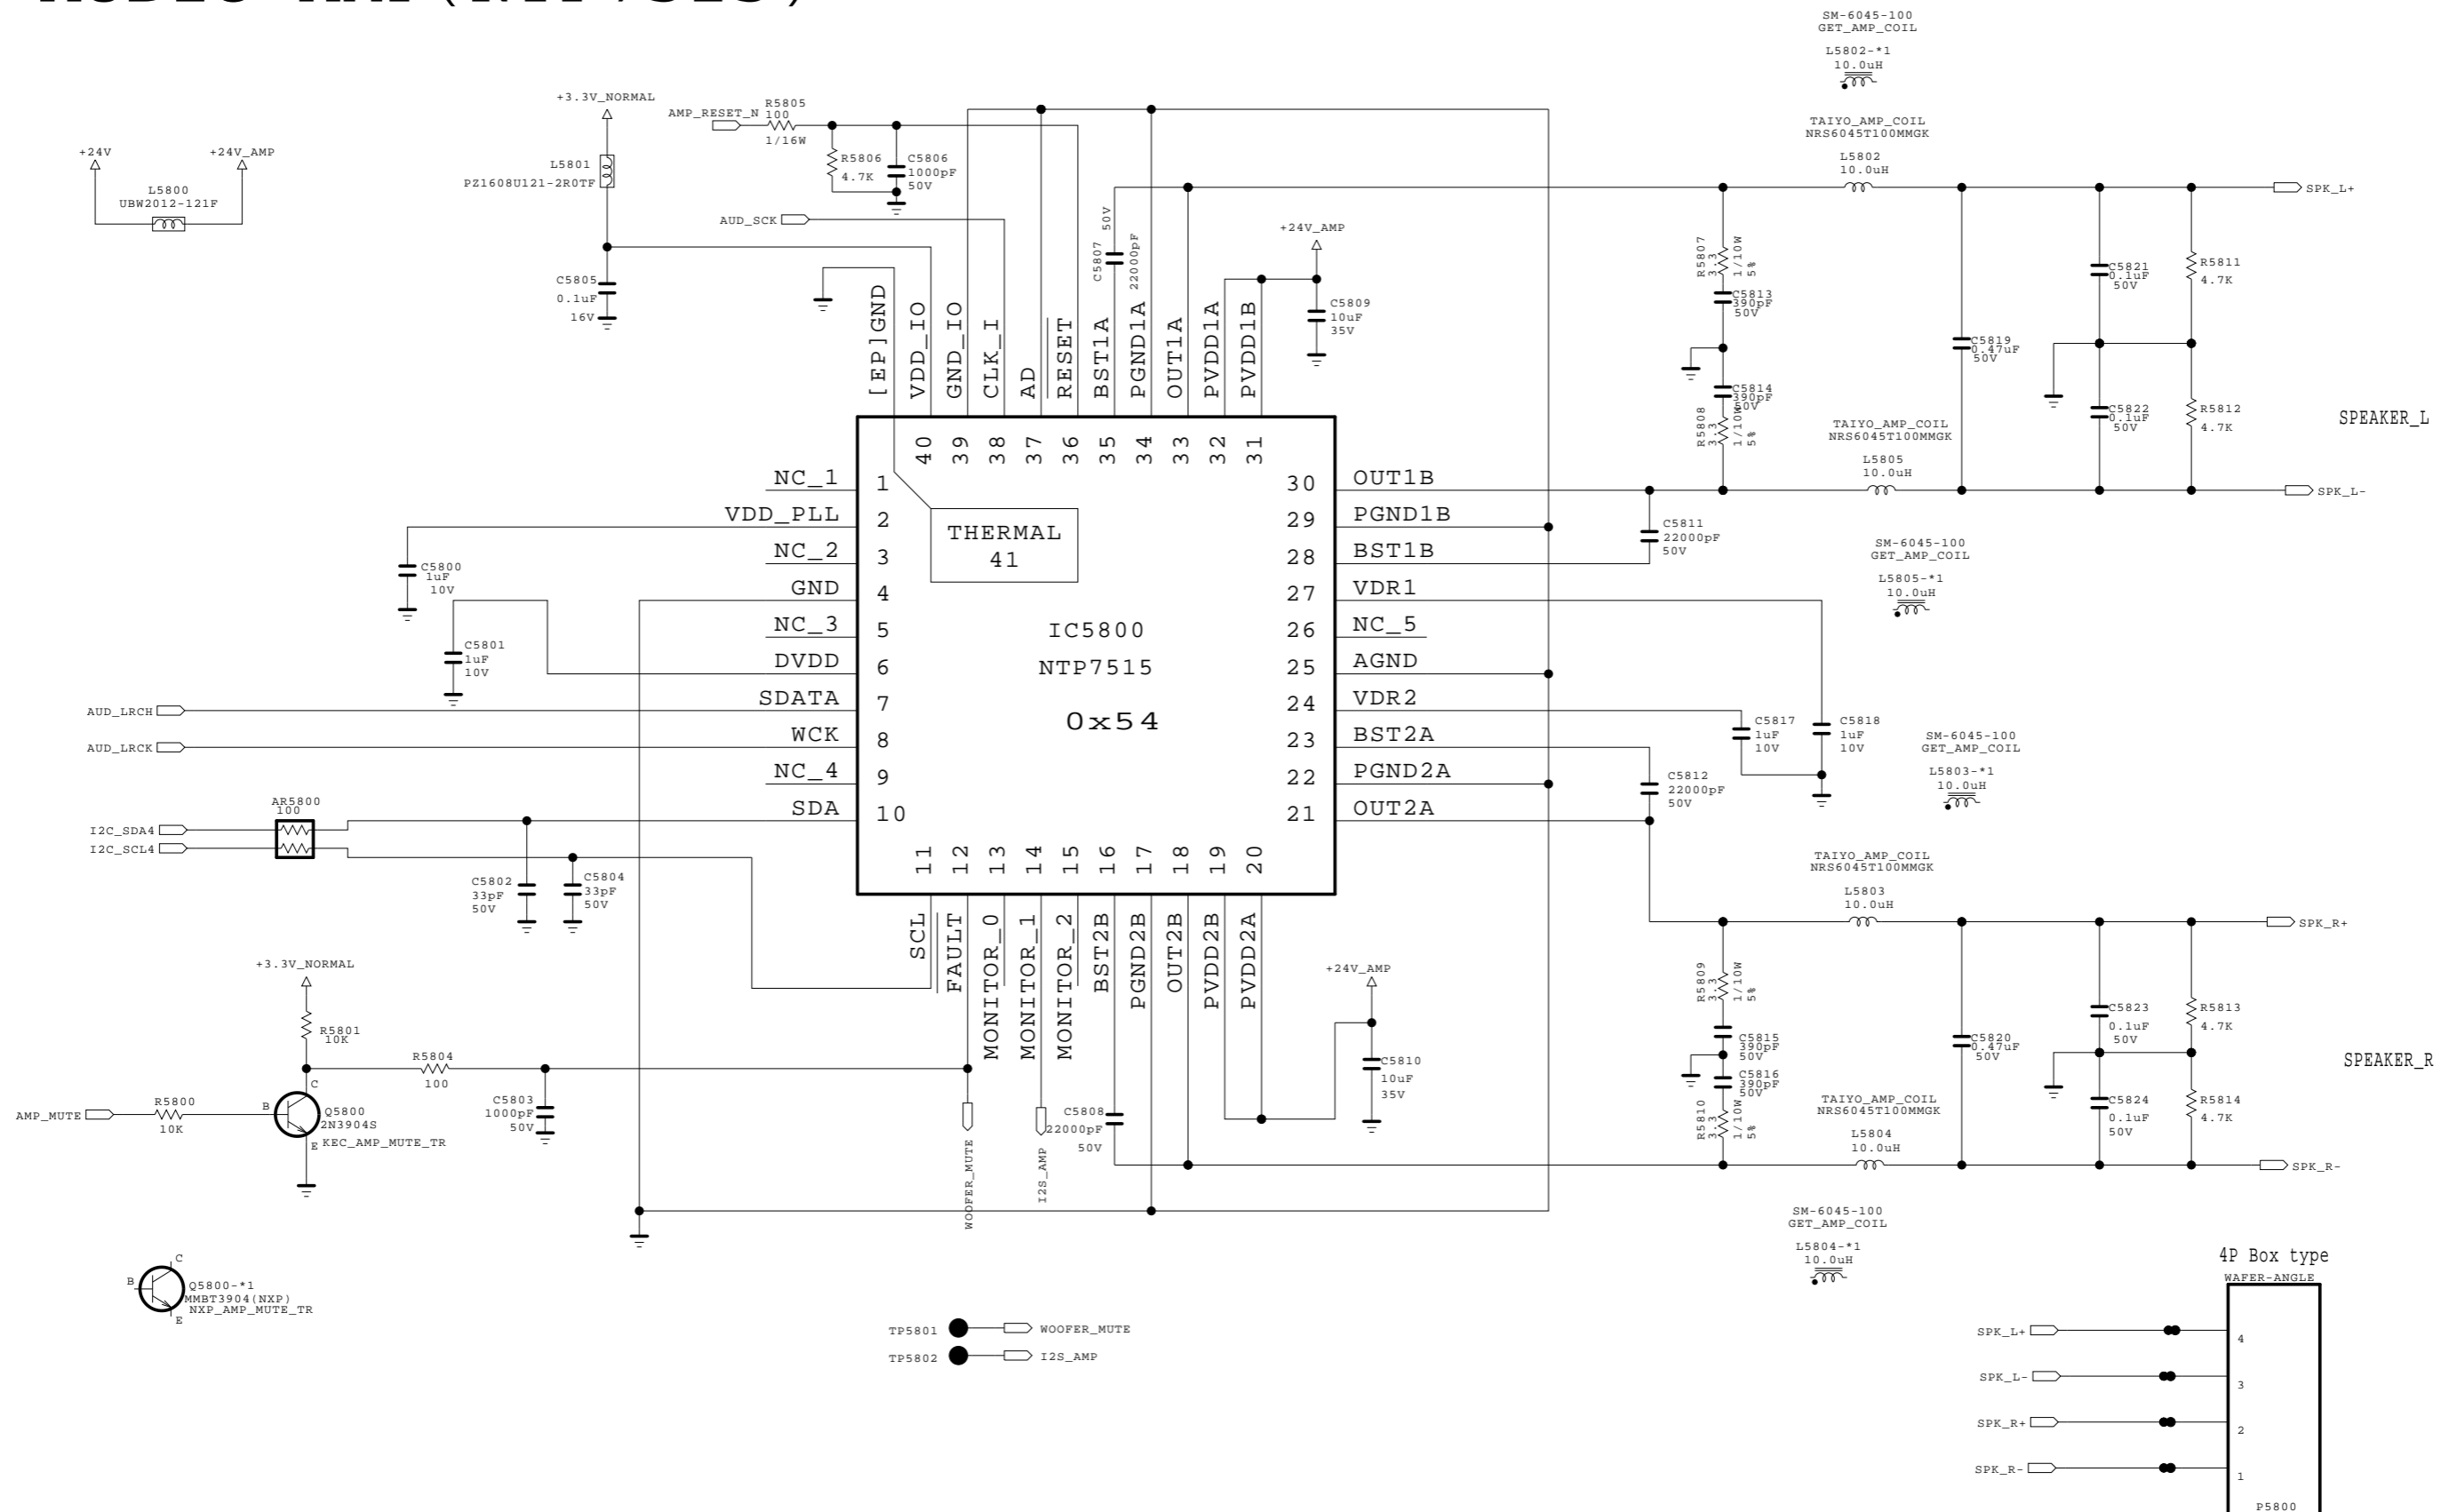 SM-6045-100
GET_AMP_COIL
L5802-*1
10.0uH
+3.3V_NORMAL
L5801
PZ1608U121-2R0TF
AMP_RESET_N
R5805
100
1/16W
R5806
4.7K
C5806
1000pF
50V
+24V
+24V_AMP
L5800
UBW2012-121F
AUD_SCK
C5805
0.1uF
16V
C5807
22000pF
50V
+24V_AMP
C5809
10uF
35V
TAIYO_AMP_COIL
NRS6045T100MMGK
L5802
10.0uH
SPK_L+
R5807
3.3
1/10W
5%
C5813
390pF
50V
C5814
390pF
50V
R5808
3.3
1/10W
5%
C5819
0.47uF
50V
C5821
0.1uF
50V
R5811
4.7K
C5822
0.1uF
50V
R5812
4.7K
SPEAKER_L
TAIYO_AMP_COIL
NRS6045T100MMGK
L5805
10.0uH
SPK_L-
SM-6045-100
GET_AMP_COIL
L5805-*1
10.0uH
[EP]GND
VDD_IO
GND_IO
CLK_I
AD
RESET
BST1A
PGND1A
OUT1A
PVDD1A
PVDD1B
40
39
38
37
36
35
34
33
32
31
NC_1
1
VDD_PLL
2
NC_2
3
GND
4
NC_3
5
DVDD
6
SDATA
7
WCK
8
NC_4
9
SDA
10
THERMAL
41
IC5800
NTP7515
0x54
30
OUT1B
29
PGND1B
28
BST1B
27
VDR1
26
NC_5
25
AGND
24
VDR2
23
BST2A
22
PGND2A
21
OUT2A
11
12
13
14
15
16
17
18
19
20
SCL
FAULT
MONITOR_0
MONITOR_1
MONITOR_2
BST2B
PGND2B
OUT2B
PVDD2B
PVDD2A
C5800
1uF
10V
C5801
1uF
10V
AUD_LRCH
AUD_LRCK
AR5800
100
I2C_SDA4
I2C_SCL4
C5802
33pF
50V
C5804
33pF
50V
C5811
22000pF
50V
C5817
1uF
10V
C5818
1uF
10V
C5812
22000pF
50V
SM-6045-100
GET_AMP_COIL
L5803-*1
10.0uH
TAIYO_AMP_COIL
NRS6045T100MMGK
L5803
10.0uH
SPK_R+
+3.3V_NORMAL
R5801
10K
R5804
100
C5803
1000pF
50V
AMP_MUTE
R5800
10K
B
C
E
Q5800
2N3904S
KEC_AMP_MUTE_TR
WOOFER_MUTE
I2S_AMP
C5808
22000pF
50V
+24V_AMP
C5810
10uF
35V
R5809
3.3
1/10W
5%
C5815
390pF
50V
C5816
390pF
50V
R5810
3.3
1/10W
5%
C5820
0.47uF
50V
C5823
0.1uF
50V
R5813
4.7K
C5824
0.1uF
50V
R5814
4.7K
SPEAKER_R
TAIYO_AMP_COIL
NRS6045T100MMGK
L5804
10.0uH
SPK_R-
SM-6045-100
GET_AMP_COIL
L5804-*1
10.0uH
B
C
E
Q5800-*1
MMBT3904(NXP)
NXP_AMP_MUTE_TR
TP5801
WOOFER_MUTE
TP5802
I2S_AMP
4P Box type
WAFER-ANGLE
SPK_L+
4
SPK_L-
3
SPK_R+
2
SPK_R-
1
P5800